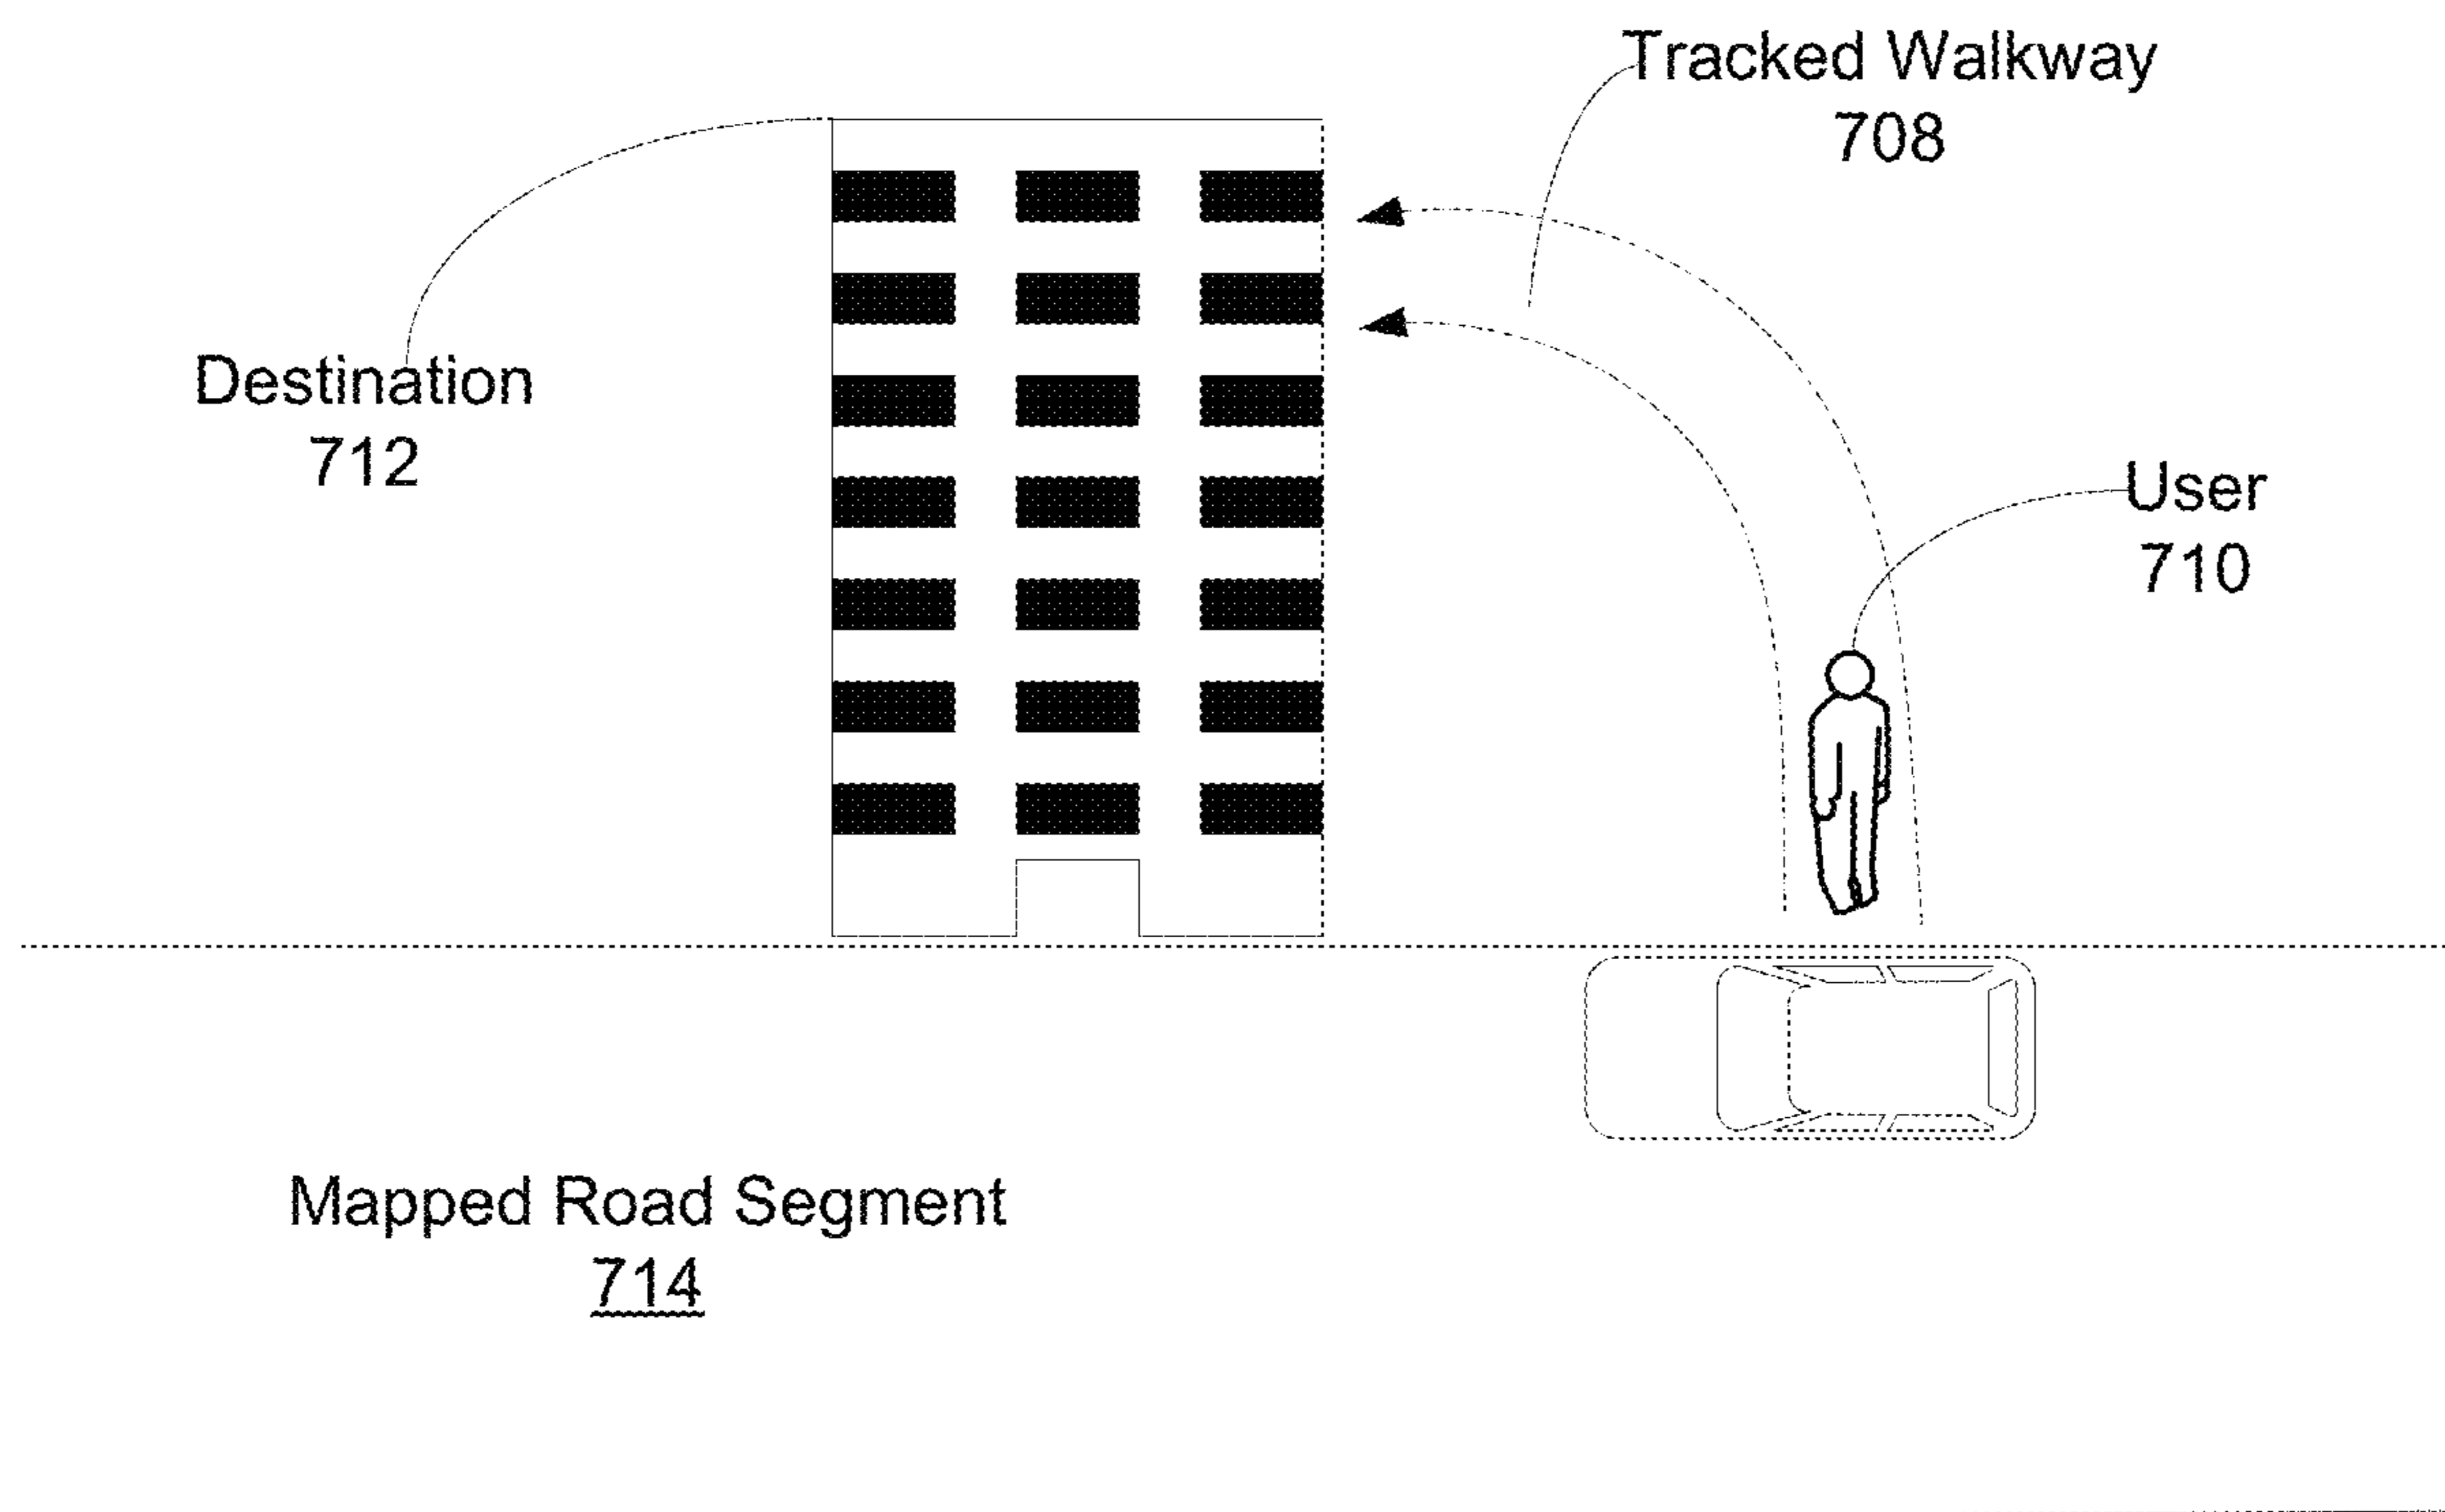 Tracked Walkway
708
Destination
712
User
710
Mapped Road Segment
714